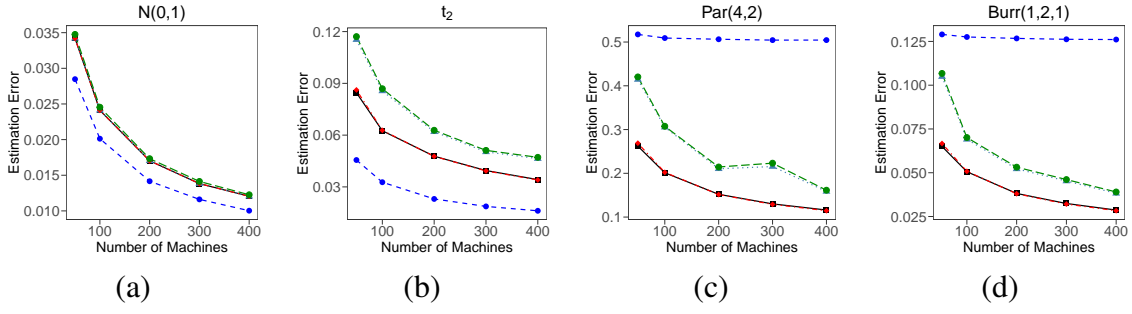 N(0,1)
Estimation Error
0.035
0.030
0.025
0.020
0.015
0.010
100 200 300 400
Number of Machines
(a)
t2
Estimation Error
0.12
0.09
0.06
0.03
100 200 300 400
Number of Machines
(b)
Par(4,2)
Estimation Error
0.5
0.4
0.3
0.2
0.1
100 200 300 400
Number of Machines
(c)
Burr(1,2,1)
Estimation Error
0.125
0.100
0.075
0.050
0.025
100 200 300 400
Number of Machines
(d)